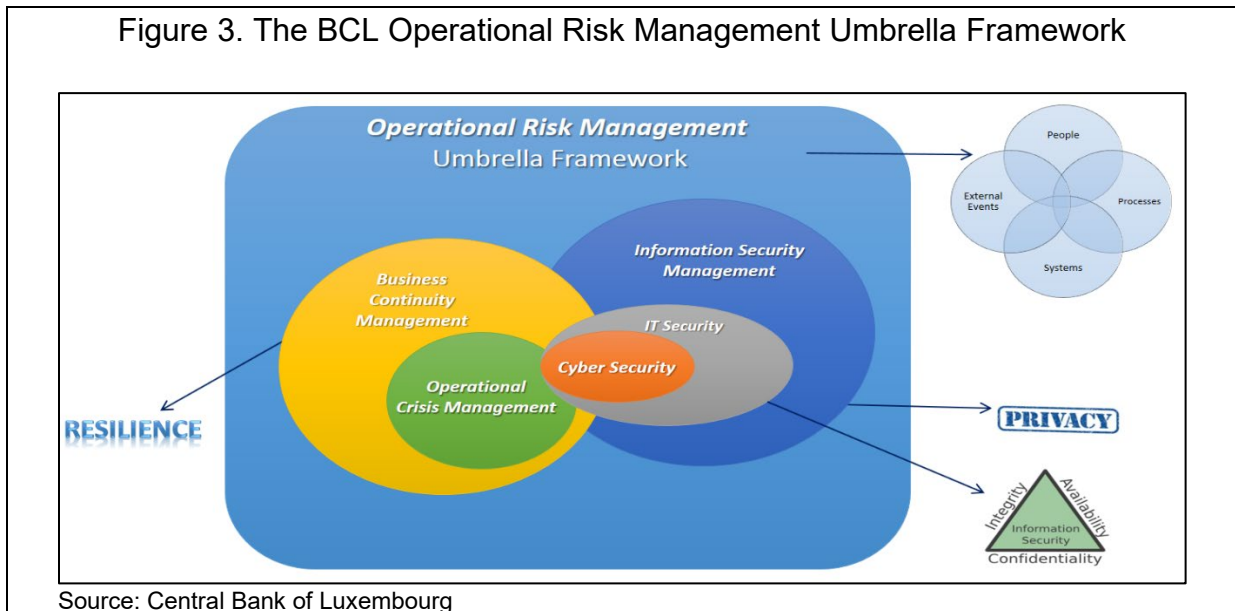 Figure 3. The BCL Operational Risk Management Umbrella Framework
Operational Risk Management
Umbrella Framework
People
External
Events
Processes
Systems
Information Security
Management
Business
Continuity
Management
IT Security
Cyber Security
Operational
Crisis Management
RESILIENCE
PRIVACY
Integrity
Availability
Information
Security
Confidentiality
Source: Central Bank of Luxembourg